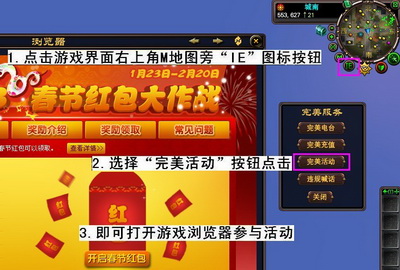 浏览器
城南
553, 627 ↑21
1. 点击游戏界面右上角M地图旁“IE”图标按钮
1月23日—2月20日
春节红包大作战
奖励介绍
奖励领取
常见问题
查看详情>>
完美服务
完美电台
完美充值
完美活动
违规喊话
关闭
2. 选择“完美活动”按钮点击
红
3. 即可打开游戏浏览器参与活动
开启春节红包